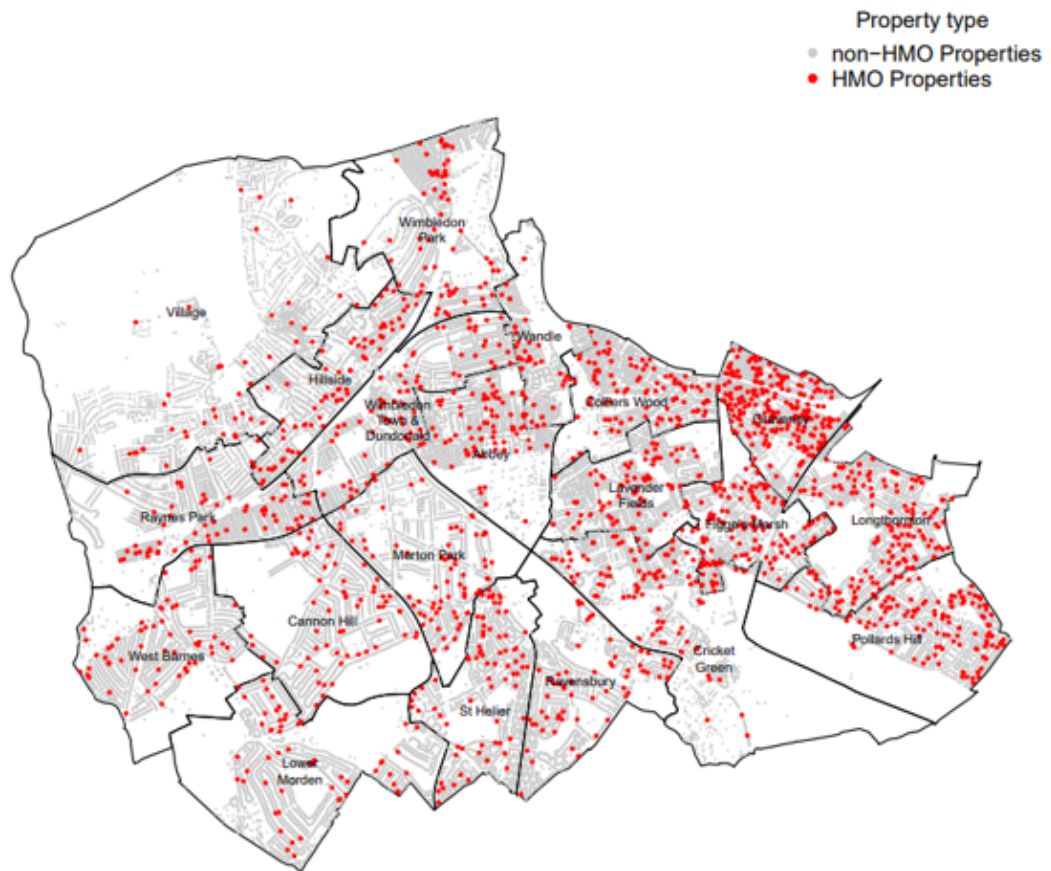 Property type
non-HMO Properties
HMO Properties
Wimbledon
Park
Village
Wandle
Hillside
Colliers Wood
Wimbledon
Town &
Dundonald
Abbey
Lavender
Fields
Raynes Park
Figge's Marsh
Longthornton
Merton Park
Cannon Hill
West Barnes
Cricket
Green
Pollards Hill
Ravensbury
St Helier
Lower
Morden